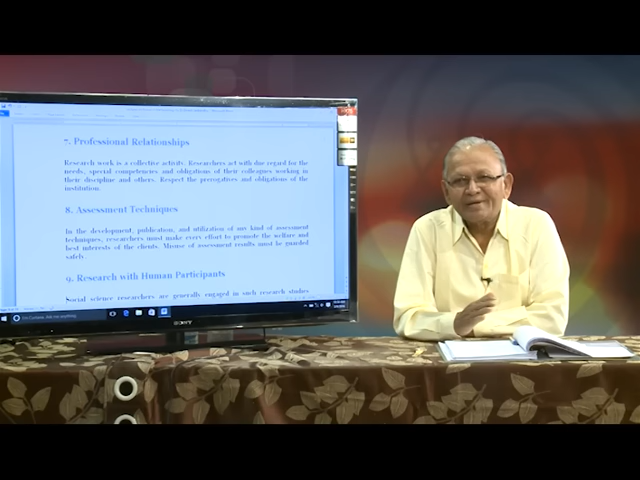 7. Professional Relationships
Research work is a collective activity. Researchers act with due regard for the
needs, special competencies and obligations of their colleagues working in
their discipline and others. Respect the prerogatives and obligations of the
institution.
8. Assessment Techniques
In the development, publication, and utilization of any kind of assessment
techniques, researchers must make every effort to promote the welfare and
best interests of the clients. Misuse of assessment results must be guarded
safely.
9. Research with Human Participants
Social science researchers are generally engaged in such research studies
SONY